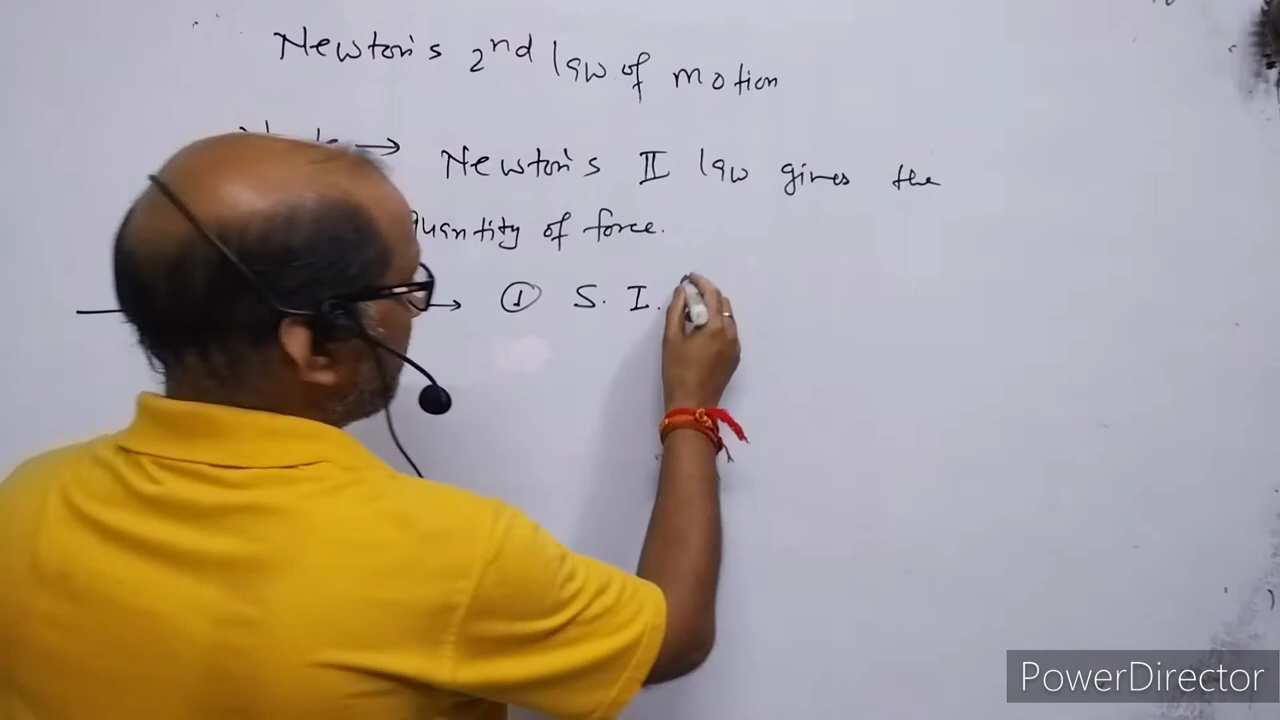 Newton's 2nd law of motion
→ Newton's II law gives the
quantity of force.
→ ① S. I.
PowerDirector